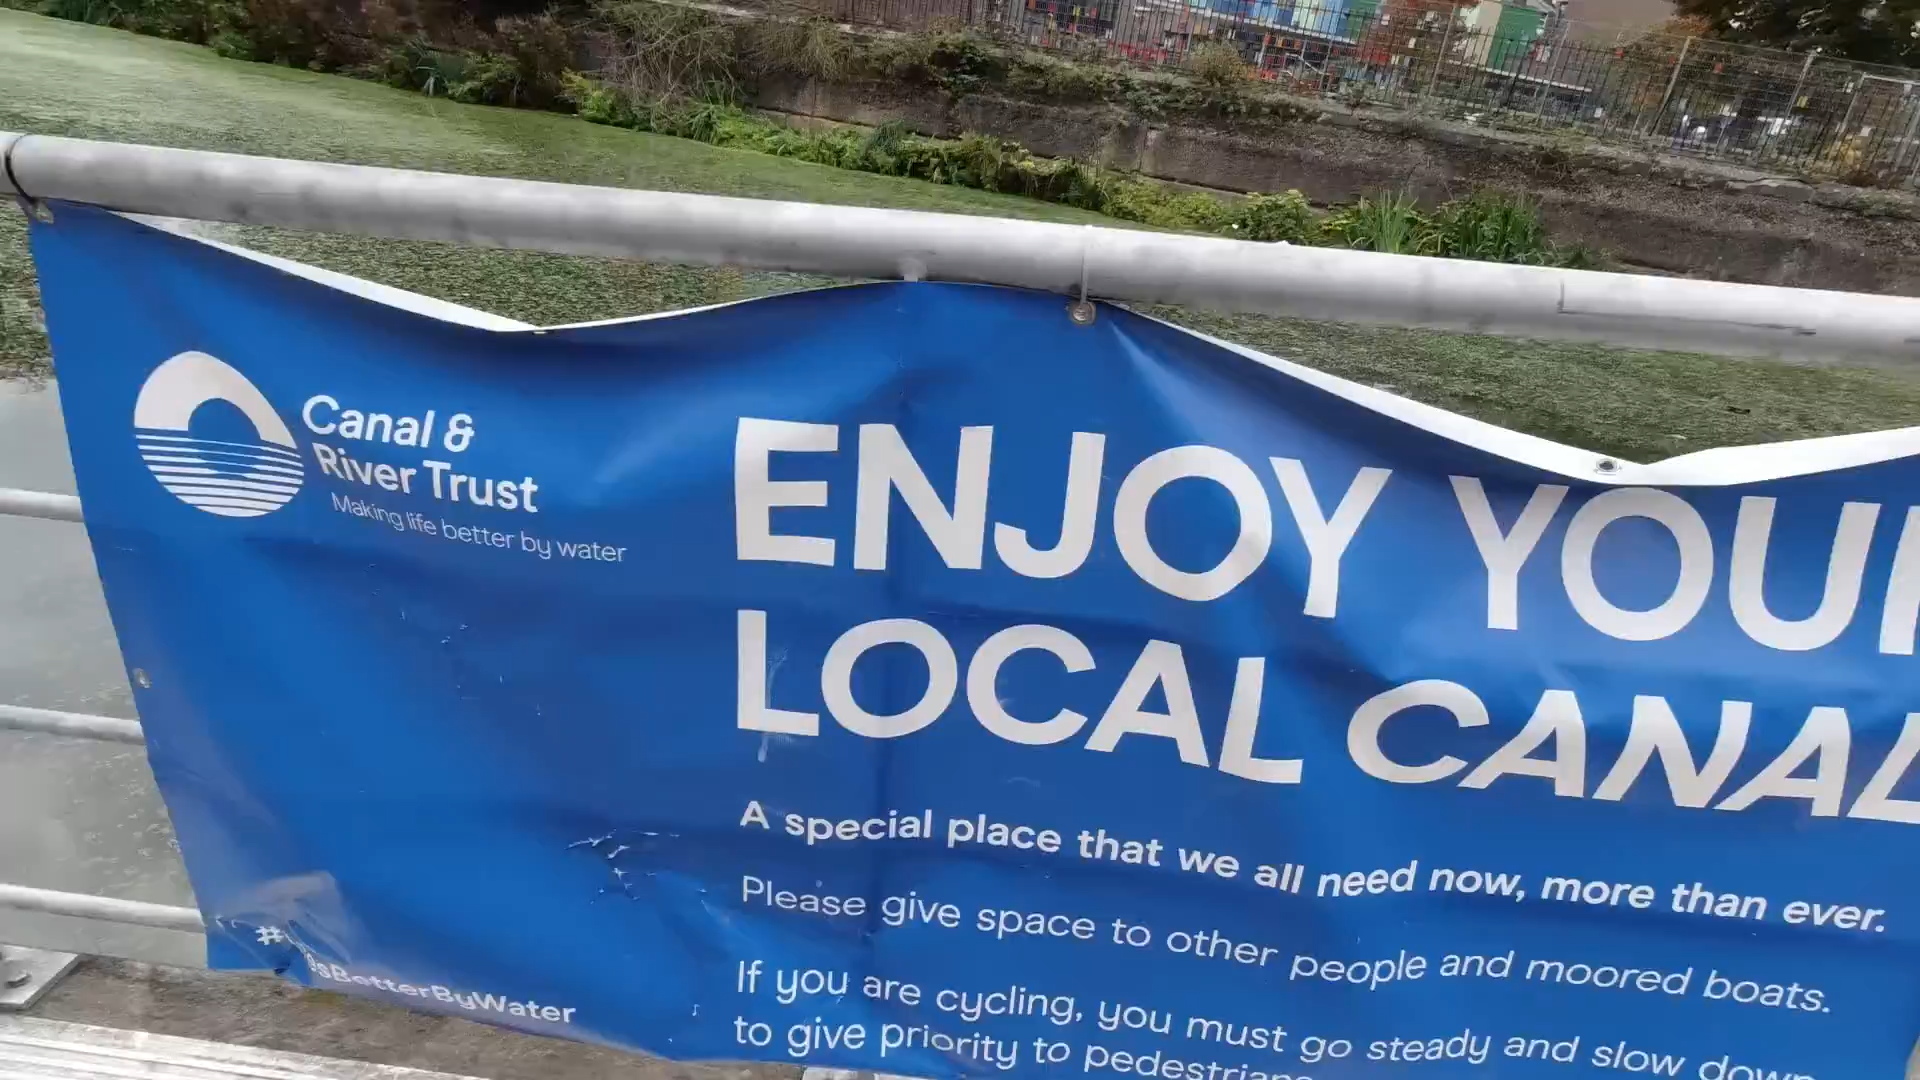 Canal &
River Trust
Making life better by water
ENJOY YOUR
LOCAL CANAL
A special place that we all need now, more than ever.
Please give space to other people and moored boats.
If you are cycling, you must go steady and slow down
to give priority to